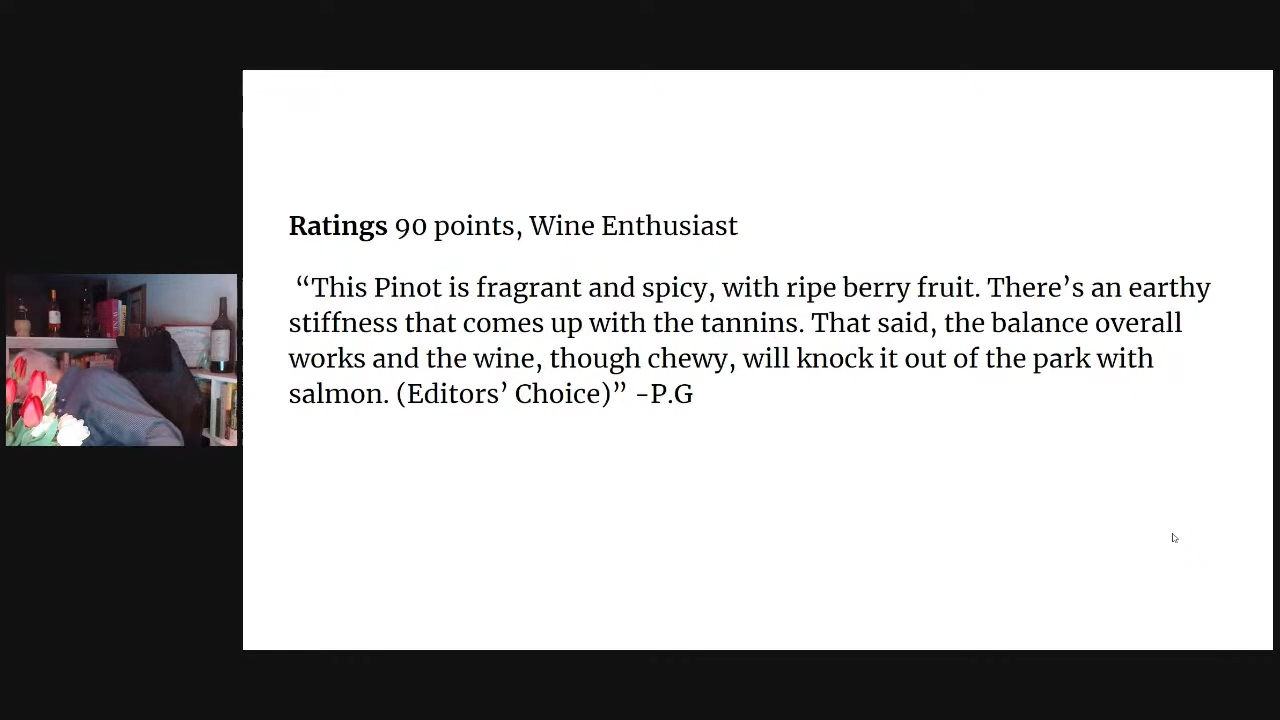 Ratings 90 points, Wine Enthusiast
“This Pinot is fragrant and spicy, with ripe berry fruit. There’s an earthy
stiffness that comes up with the tannins. That said, the balance overall
works and the wine, though chewy, will knock it out of the park with
salmon. (Editors’ Choice)” -P.G